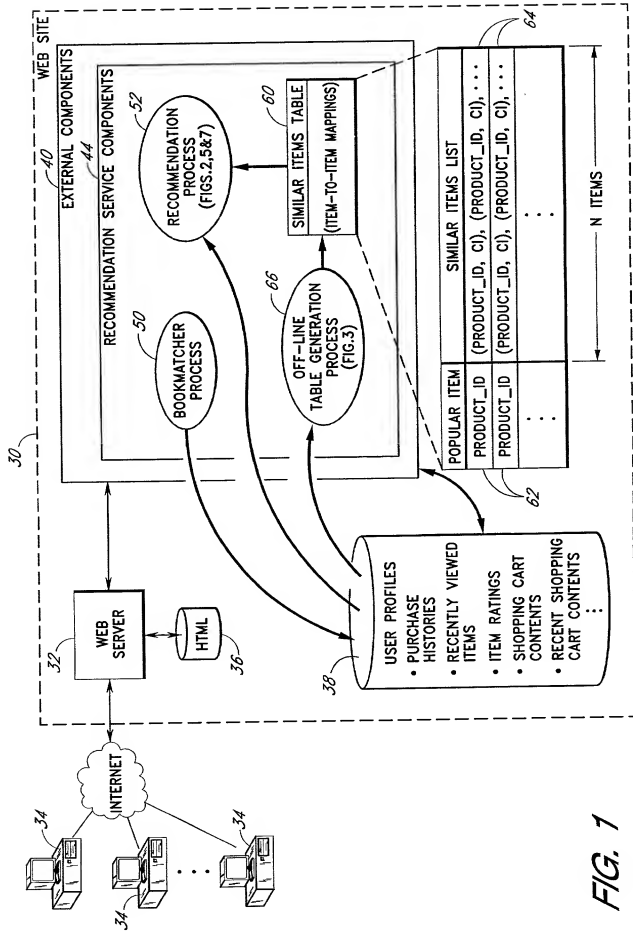 30
WEB SITE
40
EXTERNAL COMPONENTS
44
RECOMMENDATION SERVICE COMPONENTS
34
34
34
INTERNET
32
WEB
SERVER
HTML
36
50
BOOKMATCHER
PROCESS
52
RECOMMENDATION
PROCESS
(FIGS.2,5&7)
66
OFF-LINE
TABLE GENERATION
PROCESS
(FIG.3)
60
SIMILAR ITEMS TABLE
(ITEM-TO-ITEM MAPPINGS)
38
USER PROFILES
• PURCHASE
HISTORIES
• RECENTLY VIEWED
ITEMS
• ITEM RATINGS
• SHOPPING CART
CONTENTS
• RECENT SHOPPING
CART CONTENTS
POPULAR ITEM
SIMILAR ITEMS LIST
PRODUCT_ID
(PRODUCT_ID, CI), (PRODUCT_ID, CI), ...
PRODUCT_ID
(PRODUCT_ID, CI), (PRODUCT_ID, CI), ...
62
64
N ITEMS
FIG. 1